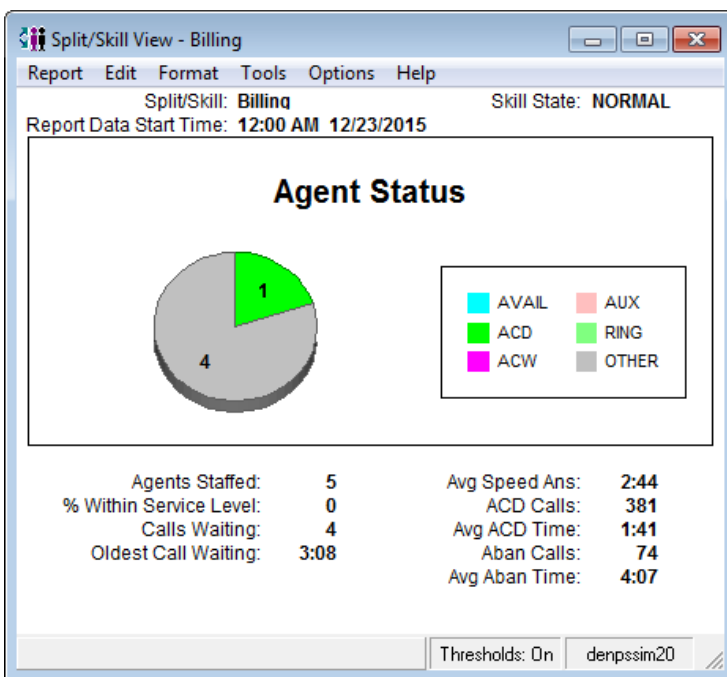 Split/Skill View - Billing
Report Edit Format Tools Options Help
Split/Skill: Billing Skill State: NORMAL
Report Data Start Time: 12:00 AM 12/23/2015
Agent Status
1
4
AVAIL AUX
ACD RING
ACW OTHER
Agents Staffed: 5 Avg Speed Ans: 2:44
% Within Service Level: 0 ACD Calls: 381
Calls Waiting: 4 Avg ACD Time: 1:41
Oldest Call Waiting: 3:08 Aban Calls: 74
Avg Aban Time: 4:07
Thresholds: On denpssim20